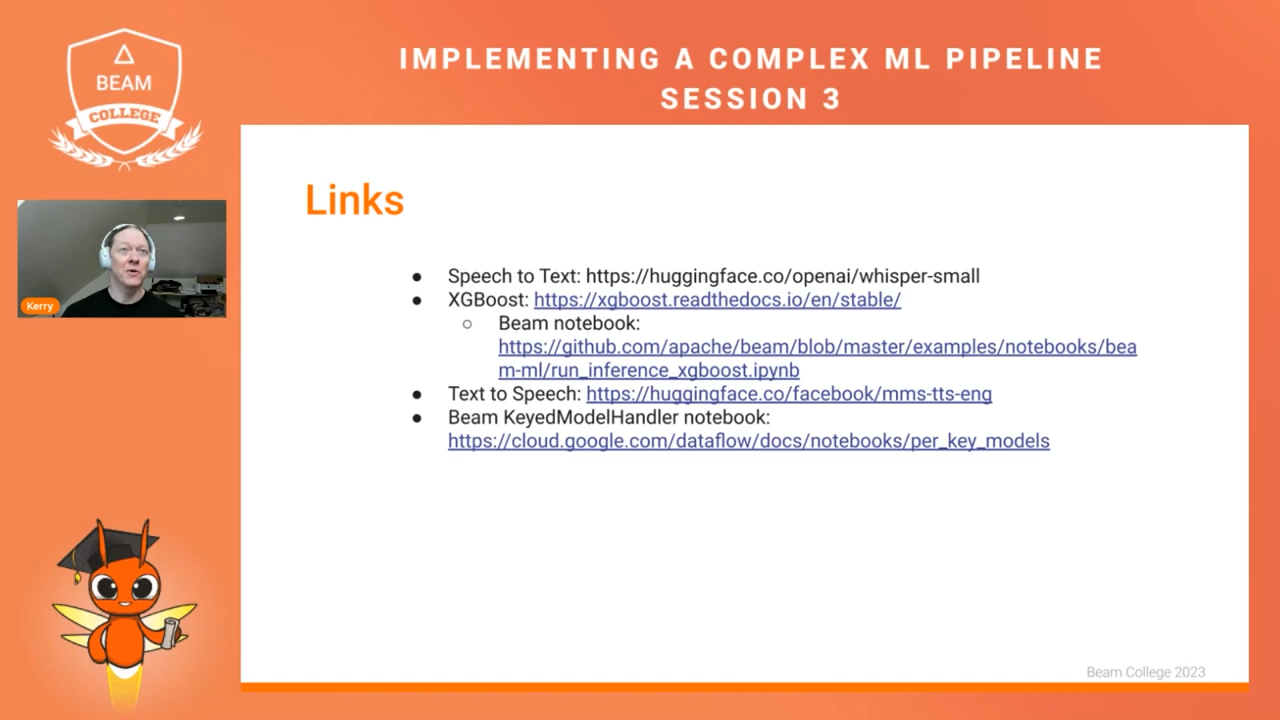 BEAM
COLLEGE
IMPLEMENTING A COMPLEX ML PIPELINE
SESSION 3
Kerry
Links
● Speech to Text: https://huggingface.co/openai/whisper-small
● XGBoost: https://xgboost.readthedocs.io/en/stable/
○ Beam notebook:
https://github.com/apache/beam/blob/master/examples/notebooks/bea
m-ml/run_inference_xgboost.ipynb
● Text to Speech: https://huggingface.co/facebook/mms-tts-eng
● Beam KeyedModelHandler notebook:
https://cloud.google.com/dataflow/docs/notebooks/per_key_models
Beam College 2023